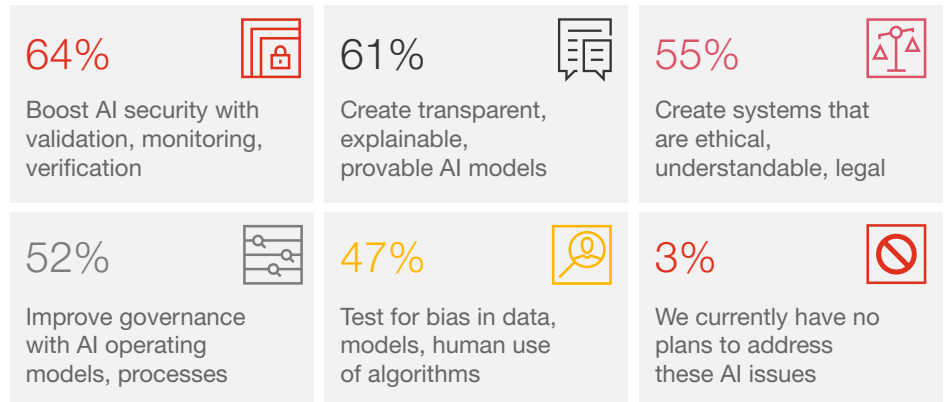 64%
Boost AI security with
validation, monitoring,
verification
61%
Create transparent,
explainable,
provable AI models
55%
Create systems that
are ethical,
understandable, legal
52%
Improve governance
with AI operating
models, processes
47%
Test for bias in data,
models, human use
of algorithms
3%
We currently have no
plans to address
these AI issues